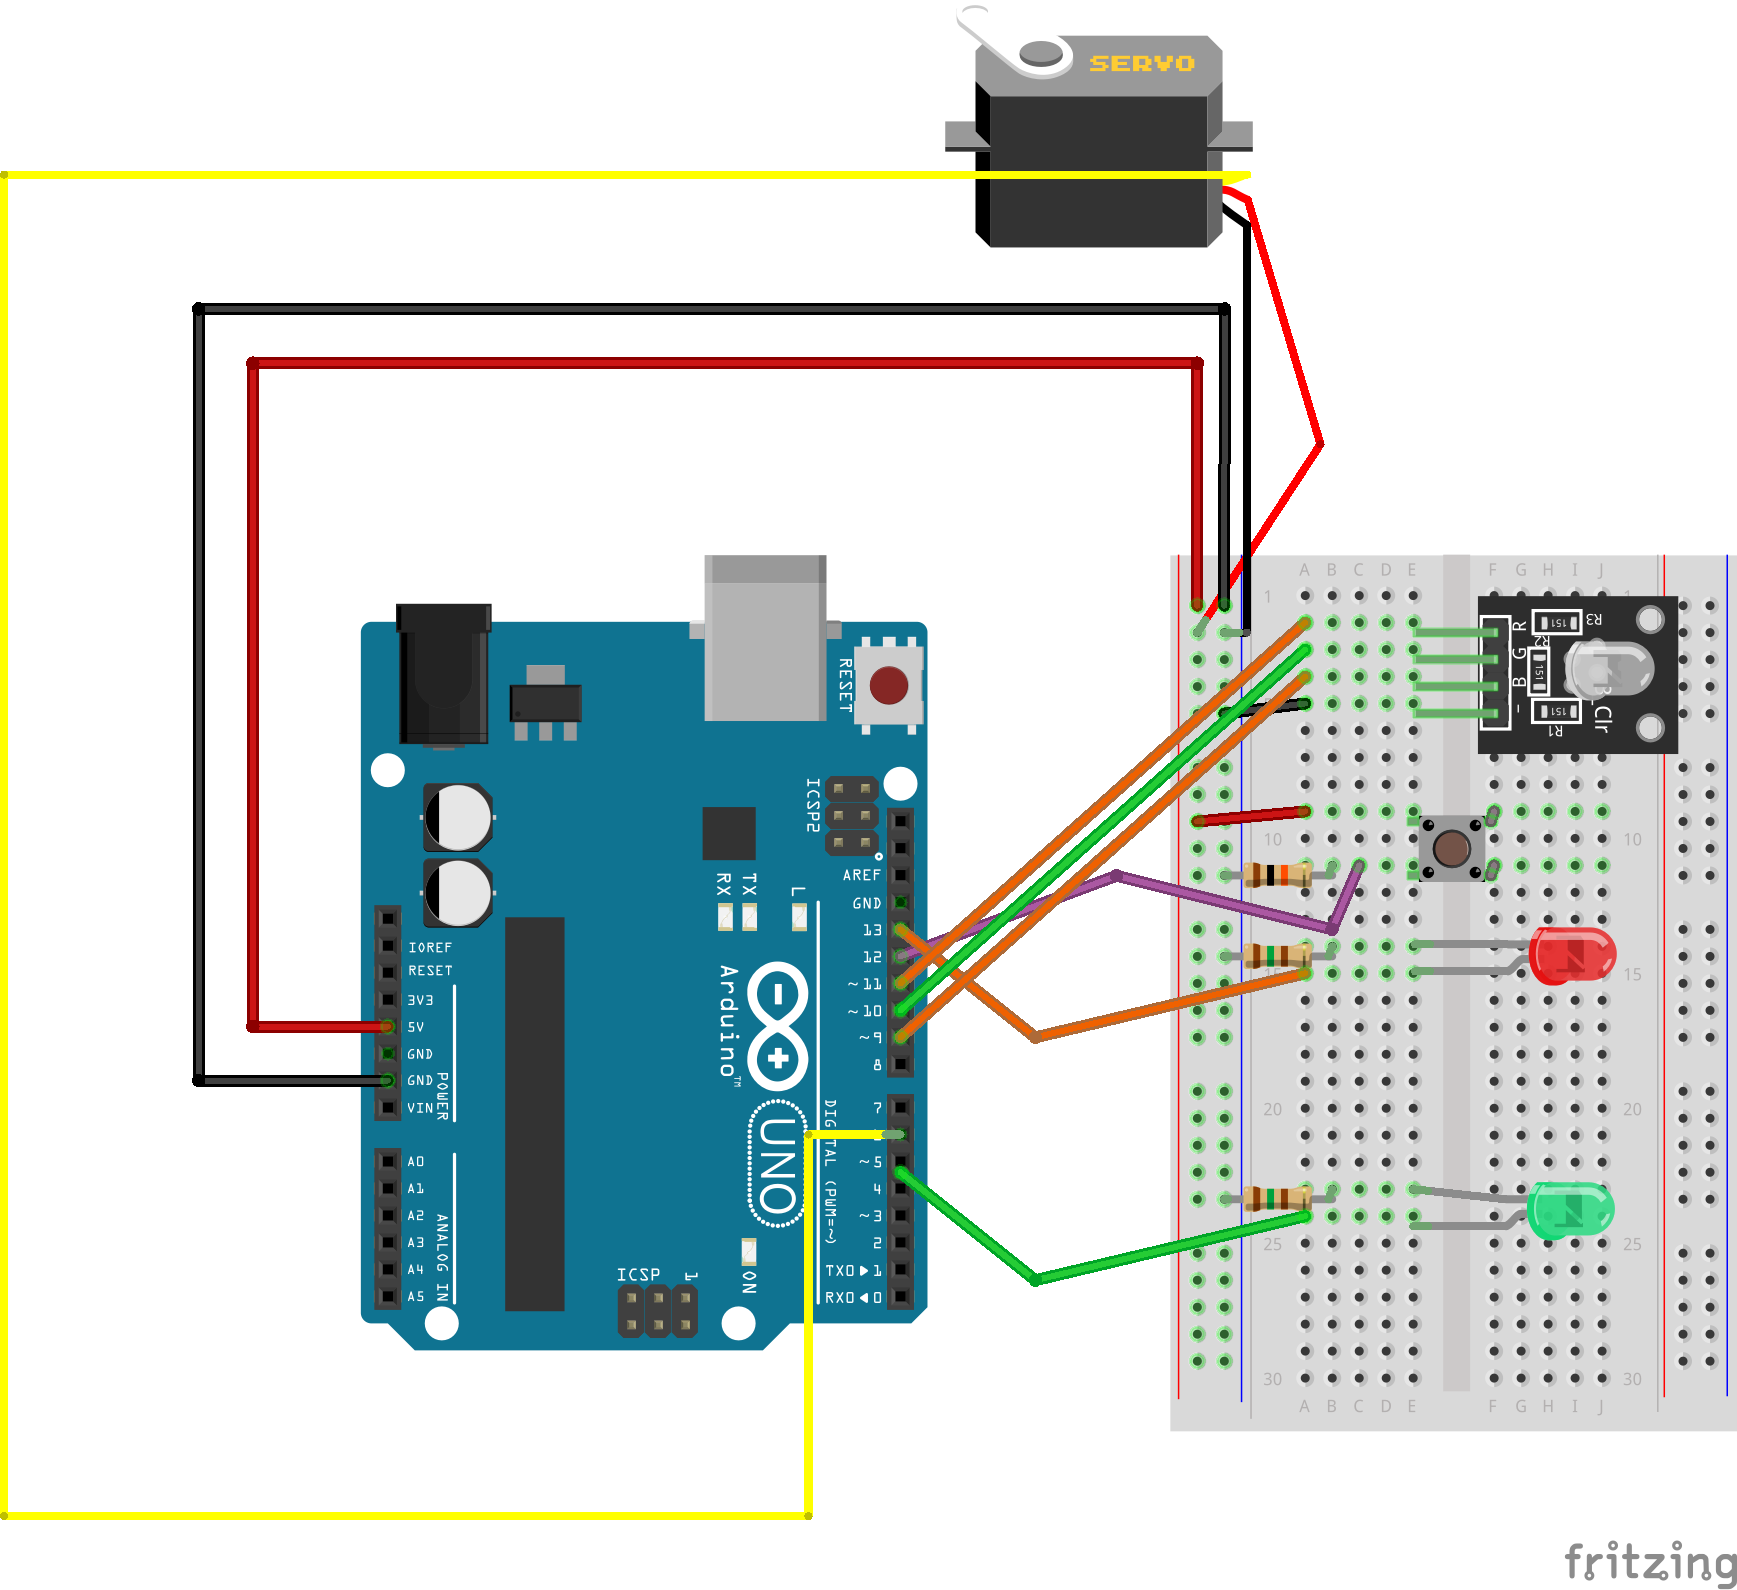 SERVO
A B C D E F G H I J
1
R
G
B
-
R3
151
R2
151
151
R1
Clr
RESET
ICSP2
AREF
GND
13
12
~11
~10
~9
8
7
~5
4
~3
2
TX0▶1
RX0◀0
RX
TX
L
IOREF
RESET
3V3
5V
GND
GND
VIN
POWER
A0
A1
A2
A3
A4
A5
ANALOG IN
Arduino™
UNO
DIGITAL (PWM=~)
ICSP
1
ON
10 10
15 15
20 20
25 25
30 30
A B C D E F G H I J
fritzing